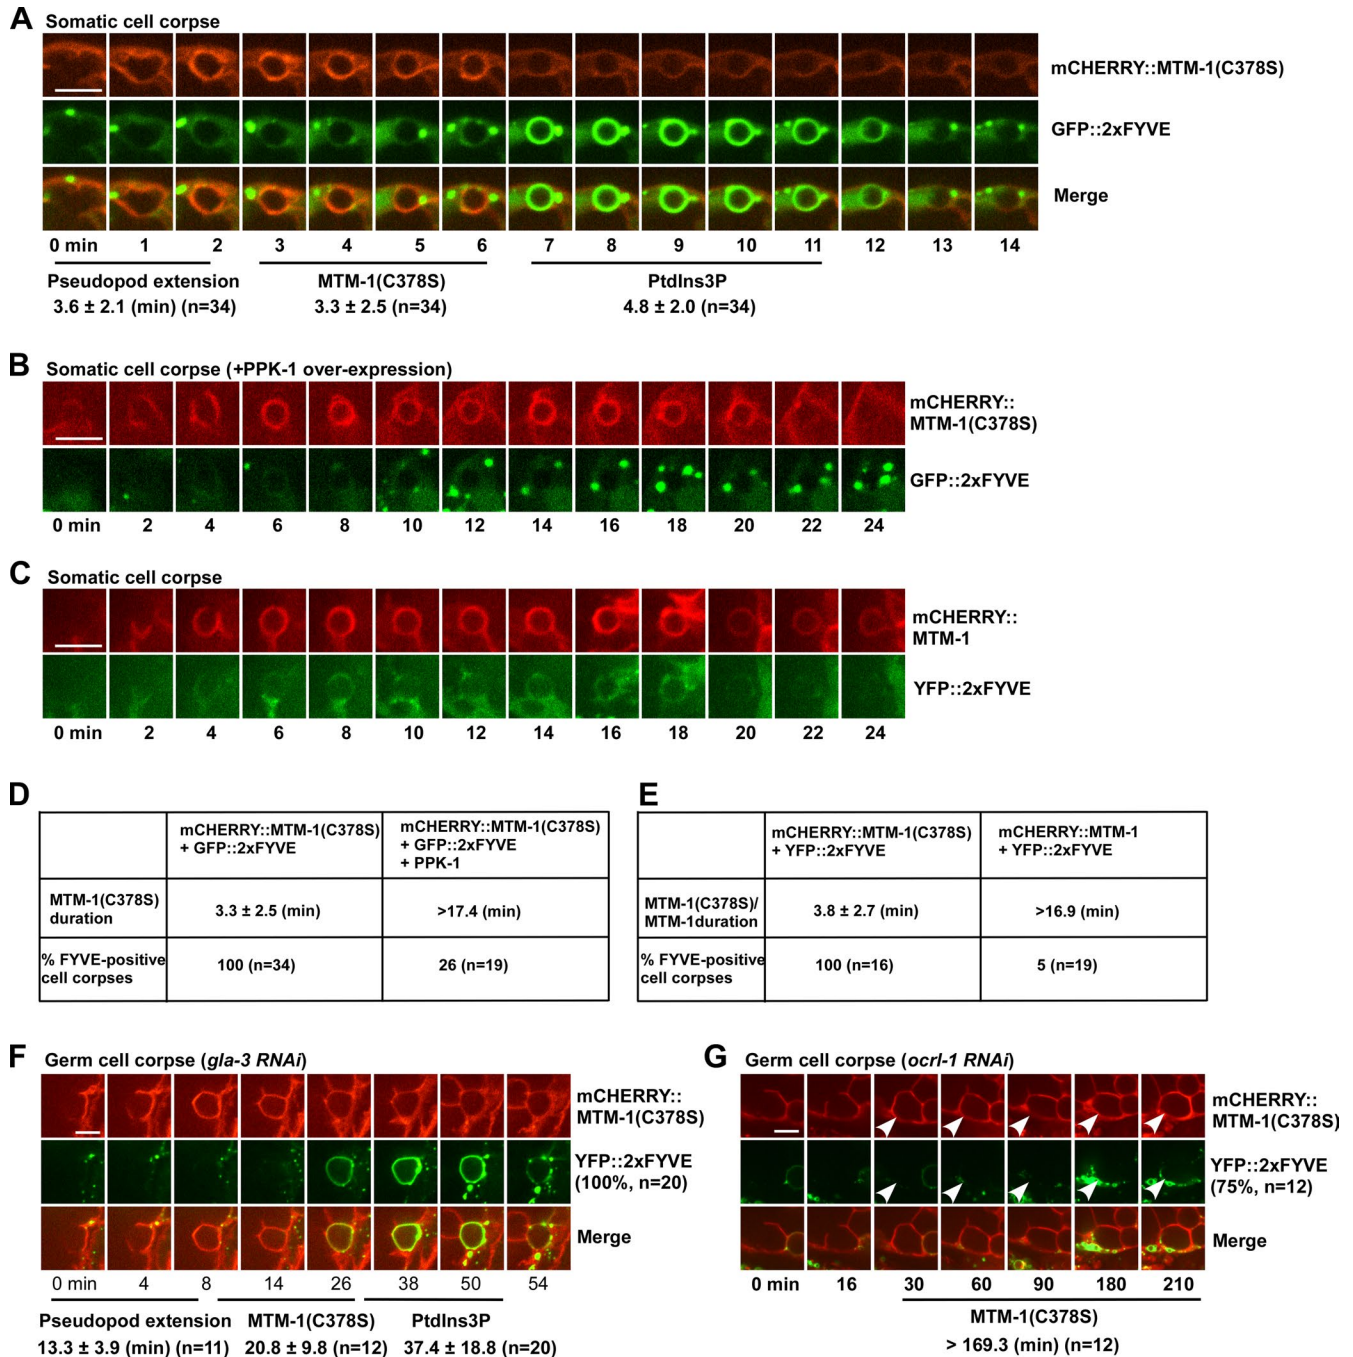 A Somatic cell corpse
mCHERRY::MTM-1(C378S)
GFP::2xFYVE
Merge
0 min 1 2 3 4 5 6 7 8 9 10 11 12 13 14
Pseudopod extension MTM-1(C378S) PtdIns3P
3.6 ± 2.1 (min) (n=34) 3.3 ± 2.5 (n=34) 4.8 ± 2.0 (n=34)
B Somatic cell corpse (+PPK-1 over-expression)
mCHERRY::
MTM-1(C378S)
GFP::2xFYVE
0 min 2 4 6 8 10 12 14 16 18 20 22 24
C Somatic cell corpse
mCHERRY::
MTM-1
YFP::2xFYVE
0 min 2 4 6 8 10 12 14 16 18 20 22 24
D
mCHERRY::MTM-1(C378S)
+ GFP::2xFYVE
mCHERRY::MTM-1(C378S)
+ GFP::2xFYVE
+ PPK-1
MTM-1(C378S)
duration
3.3 ± 2.5 (min)
>17.4 (min)
% FYVE-positive
cell corpses
100 (n=34)
26 (n=19)
E
mCHERRY::MTM-1(C378S)
+ YFP::2xFYVE
mCHERRY::MTM-1
+ YFP::2xFYVE
MTM-1(C378S)/
MTM-1duration
3.8 ± 2.7 (min)
>16.9 (min)
% FYVE-positive
cell corpses
100 (n=16)
5 (n=19)
F Germ cell corpse (gla-3 RNAi)
mCHERRY::
MTM-1(C378S)
YFP::2xFYVE
(100%, n=20)
Merge
0 min 4 8 14 26 38 50 54
Pseudopod extension MTM-1(C378S) PtdIns3P
13.3 ± 3.9 (min) (n=11) 20.8 ± 9.8 (n=12) 37.4 ± 18.8 (n=20)
G Germ cell corpse (ocrl-1 RNAi)
mCHERRY::
MTM-1(C378S)
YFP::2xFYVE
(75%, n=12)
Merge
0 min 16 30 60 90 180 210
MTM-1(C378S)
> 169.3 (min) (n=12)